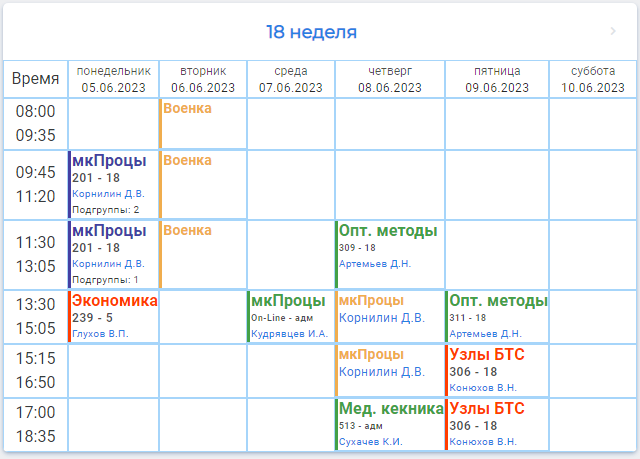 18 неделя
Время
понедельник
05.06.2023
вторник
06.06.2023
среда
07.06.2023
четверг
08.06.2023
пятница
09.06.2023
суббота
10.06.2023
08:00
09:35
Военка
09:45
11:20
мкПроцы
201 - 18
Корнилин Д.В.
Подгруппы: 2
Военка
11:30
13:05
мкПроцы
201 - 18
Корнилин Д.В.
Подгруппы: 1
Военка
Опт. методы
309 - 18
Артемьев Д.Н.
13:30
15:05
Экономика
239 - 5
Глухов В.П.
мкПроцы
On-Line - адм
Кудрявцев И.А.
мкПроцы
Корнилин Д.В.
Опт. методы
311 - 18
Артемьев Д.Н.
15:15
16:50
мкПроцы
Корнилин Д.В.
Узлы БТС
306 - 18
Конюхов В.Н.
17:00
18:35
Мед. кекника
513 - адм
Сухачев К.И.
Узлы БТС
306 - 18
Конюхов В.Н.